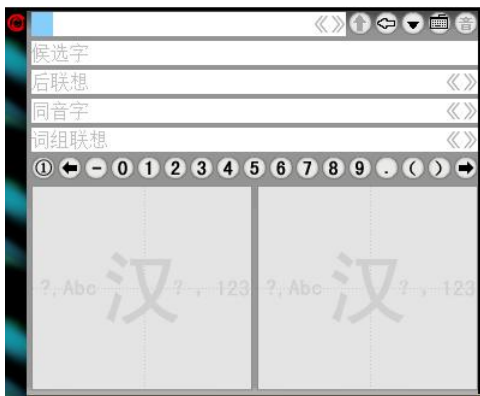 《》 音
候选字
后联想 《》
同音字 《》
词组联想 《》
① - 0 1 2 3 4 5 6 7 8 9 . ( )
?, Abc 汉 ?, 123 ?, Abc 汉 ?, 123